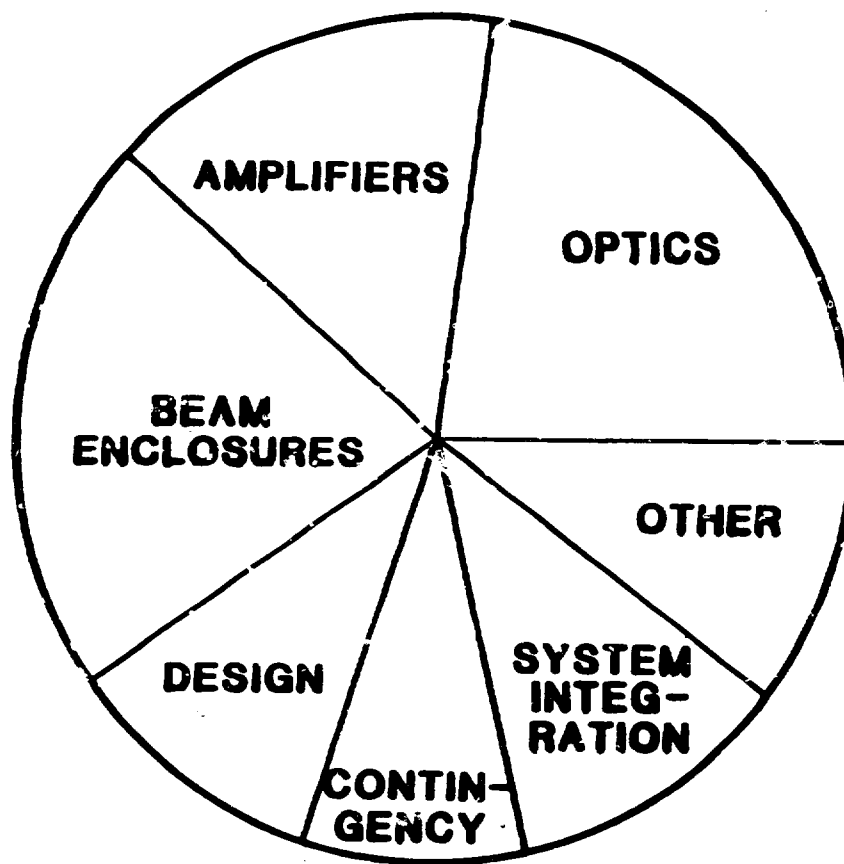 AMPLIFIERS
OPTICS
BEAM
ENCLOSURES
OTHER
DESIGN
SYSTEM
INTEG-
RATION
CONTIN-
GENCY